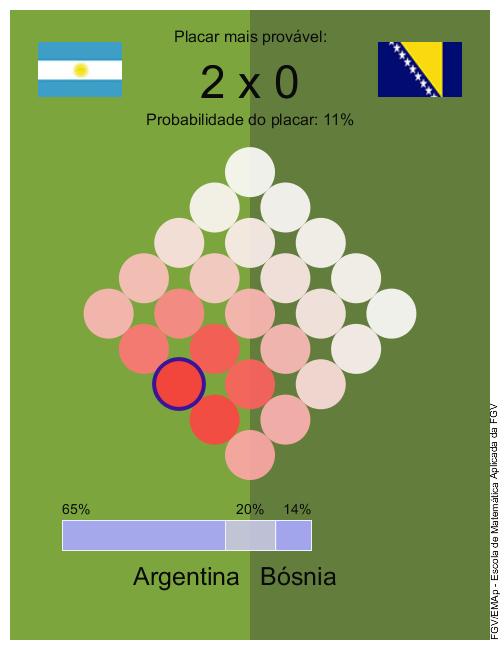 Placar mais provável:
2 x 0
Probabilidade do placar: 11%
65%
20%
14%
Argentina
Bósnia
FGV/EMAp - Escola de Matemática Aplicada da FGV